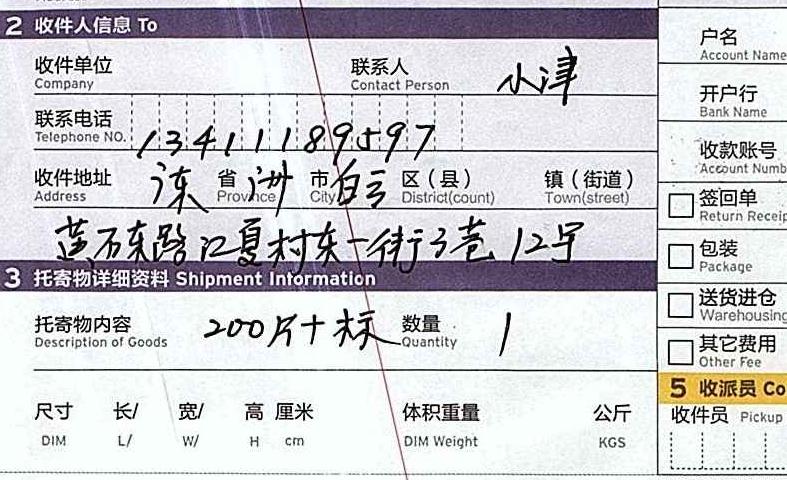 2 收件人信息 To
收件单位 联系人 小津 户名
Company Contact Person Account Name
开户行
Bank Name
联系电话 13411189597
Telephone NO.
收款账号
Account Numb
收件地址 广东 省 广州 市 白云 区（县） 镇（街道）
Address Province City District(count) Town(street)
签回单
Return Receip
黄石东路江夏村东一街3巷12号
包装
Package
3 托寄物详细资料 Shipment Information
送货进仓
Warehousing
托寄物内容 200片+标 数量 1
Description of Goods Quantity
其它费用
Other Fee
5 收派员 Co
尺寸 长/ 宽/ 高 厘米 体积重量 公斤
DIM L/ W/ H cm DIM Weight KGS
收件员 Pickup